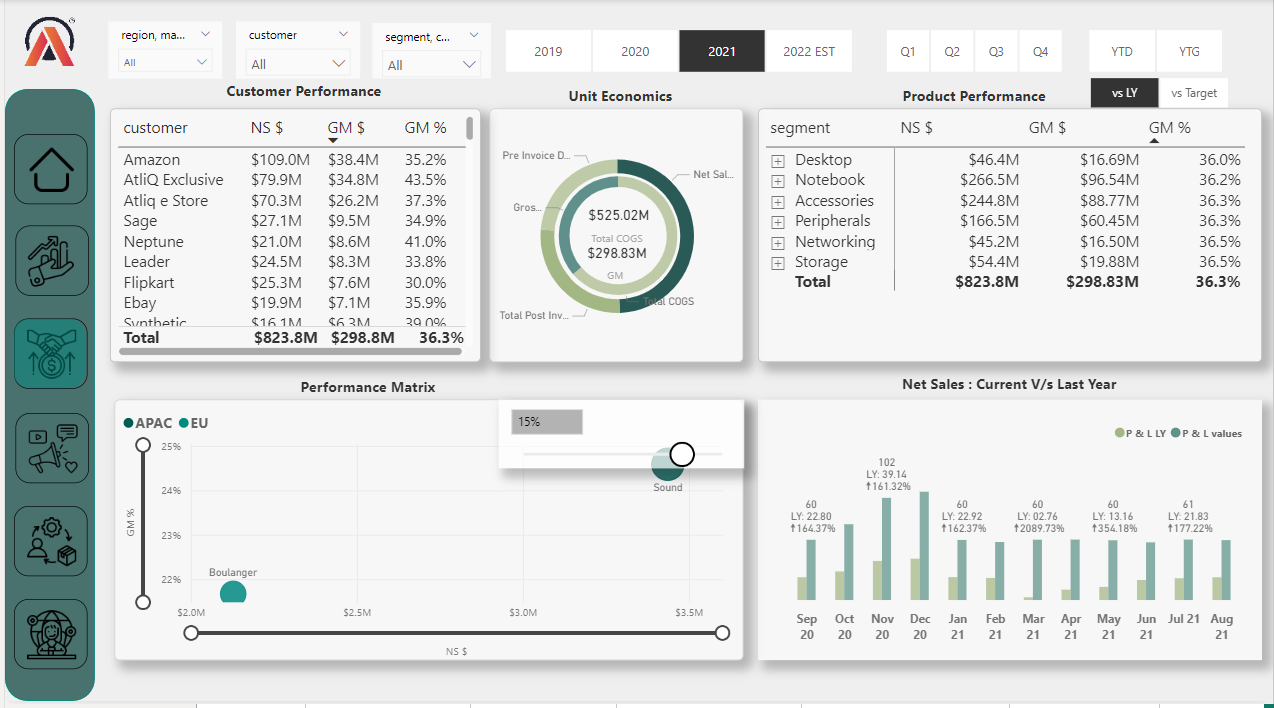 region, ma...
customer
segment, c...
All
All
All
2019
2020
2021
2022 EST
Q1
Q2
Q3
Q4
YTD
YTG
vs LY
vs Target
Customer Performance
customer NS $ GM $ GM %
Amazon $109.0M $38.4M 35.2%
AtliQ Exclusive $79.9M $34.8M 43.5%
Atliq e Store $70.3M $26.2M 37.3%
Sage $27.1M $9.5M 34.9%
Neptune $21.0M $8.6M 41.0%
Leader $24.5M $8.3M 33.8%
Flipkart $25.3M $7.6M 30.0%
Ebay $19.9M $7.1M 35.9%
Synthetic $16.1M $6.3M 39.0%
Total $823.8M $298.8M 36.3%
Unit Economics
Pre Invoice D...
Net Sal...
Gros...
$525.02M
Total COGS
$298.83M
GM
Total COGS
Total Post Inv...
Product Performance
segment NS $ GM $ GM %
Desktop $46.4M $16.69M 36.0%
Notebook $266.5M $96.54M 36.2%
Accessories $244.8M $88.77M 36.3%
Peripherals $166.5M $60.45M 36.3%
Networking $45.2M $16.50M 36.5%
Storage $54.4M $19.88M 36.5%
Total $823.8M $298.83M 36.3%
Performance Matrix
APAC EU
15%
25%
24%
23%
22%
GM %
Sound
Boulanger
$2.0M $2.5M $3.0M $3.5M
NS $
Net Sales : Current V/s Last Year
P & L LY P & L values
60
LY: 22.80
↑164.37%
102
LY: 39.14
↑161.32%
60
LY: 22.92
↑162.37%
60
LY: 02.76
↑2089.73%
60
LY: 13.16
↑354.18%
61
LY: 21.83
↑177.22%
Sep Oct Nov Dec Jan Feb Mar Apr May Jun Jul 21 Aug
20 20 20 20 21 21 21 21 21 21 21